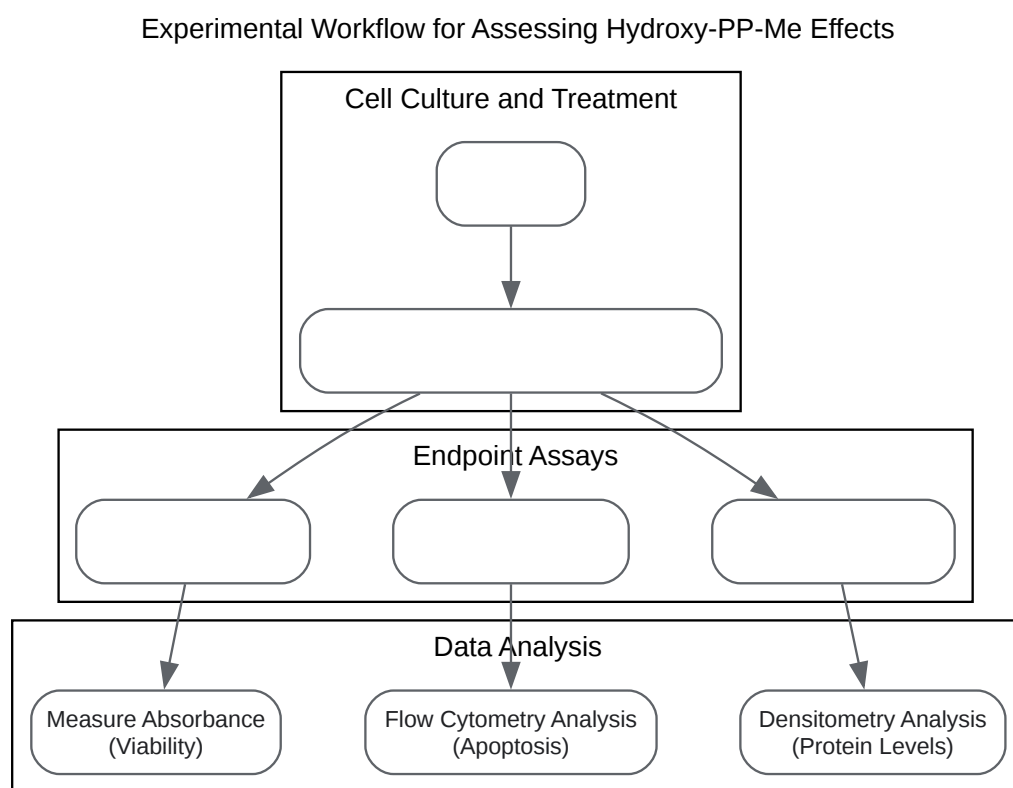 Experimental Workflow for Assessing Hydroxy-PP-Me Effects
Cell Culture and Treatment
Endpoint Assays
Data Analysis
Measure Absorbance
(Viability)
Flow Cytometry Analysis
(Apoptosis)
Densitometry Analysis
(Protein Levels)